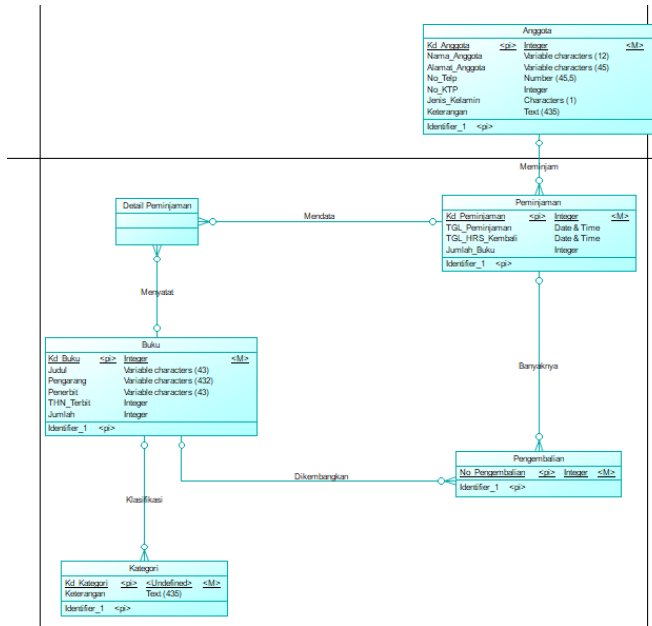 Anggota
Kd_Anggota <pi> Integer <M>
Nama_Anggota Variable characters (12)
Alamat_Anggota Variable characters (45)
No_Telp Number (45,5)
No_KTP Integer
Jenis_Kelamin Characters (1)
Keterangan Text (435)
Identifier_1 <pi>
Meminjam
Detail Peminjaman
Mendata
Peminjaman
Kd_Peminjaman <pi> Integer <M>
TGL_Peminjaman Date & Time
TGL_HRS_Kembali Date & Time
Jumlah_Buku Integer
Identifier_1 <pi>
Menyatat
Buku
Kd_Buku <pi> Integer <M>
Judul Variable characters (43)
Pengarang Variable characters (432)
Penerbit Variable characters (43)
THN_Terbit Integer
Jumlah Integer
Identifier_1 <pi>
Banyaknya
Pengembalian
No_Pengembalian <pi> Integer <M>
Identifier_1 <pi>
Dikembangkan
Klasifikasi
Kategori
Kd_Kategori <pi> <Undefined> <M>
Keterangan Text (435)
Identifier_1 <pi>